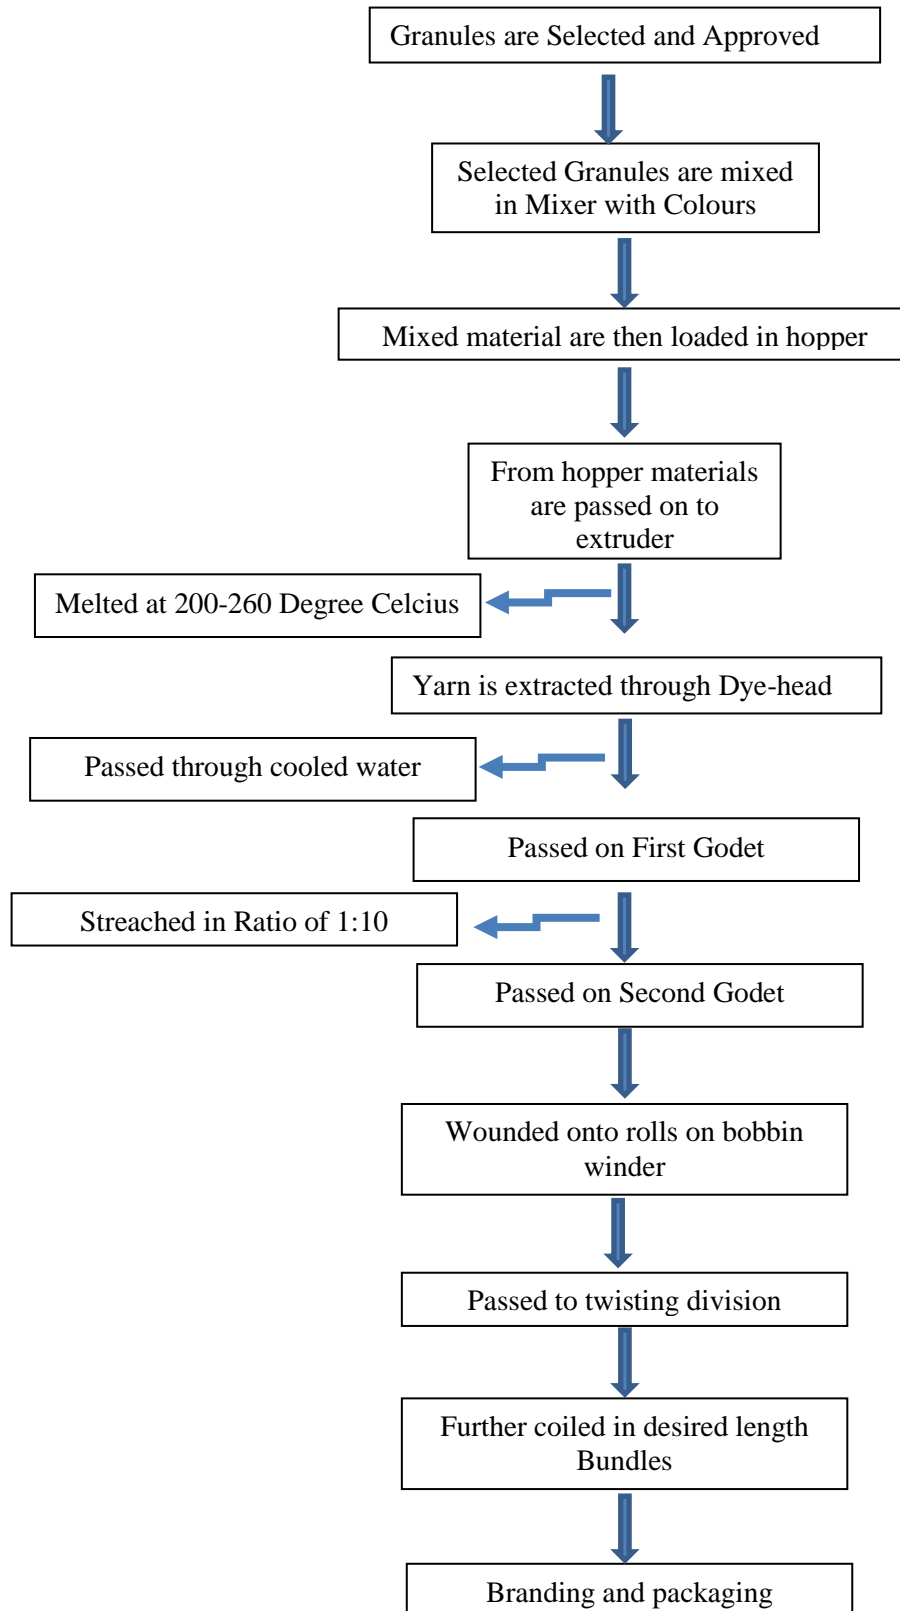 Granules are Selected and Approved
Selected Granules are mixed
in Mixer with Colours
Mixed material are then loaded in hopper
From hopper materials
are passed on to
extruder
Melted at 200-260 Degree Celcius
Yarn is extracted through Dye-head
Passed through cooled water
Passed on First Godet
Streached in Ratio of 1:10
Passed on Second Godet
Wounded onto rolls on bobbin
winder
Passed to twisting division
Further coiled in desired length
Bundles
Branding and packaging